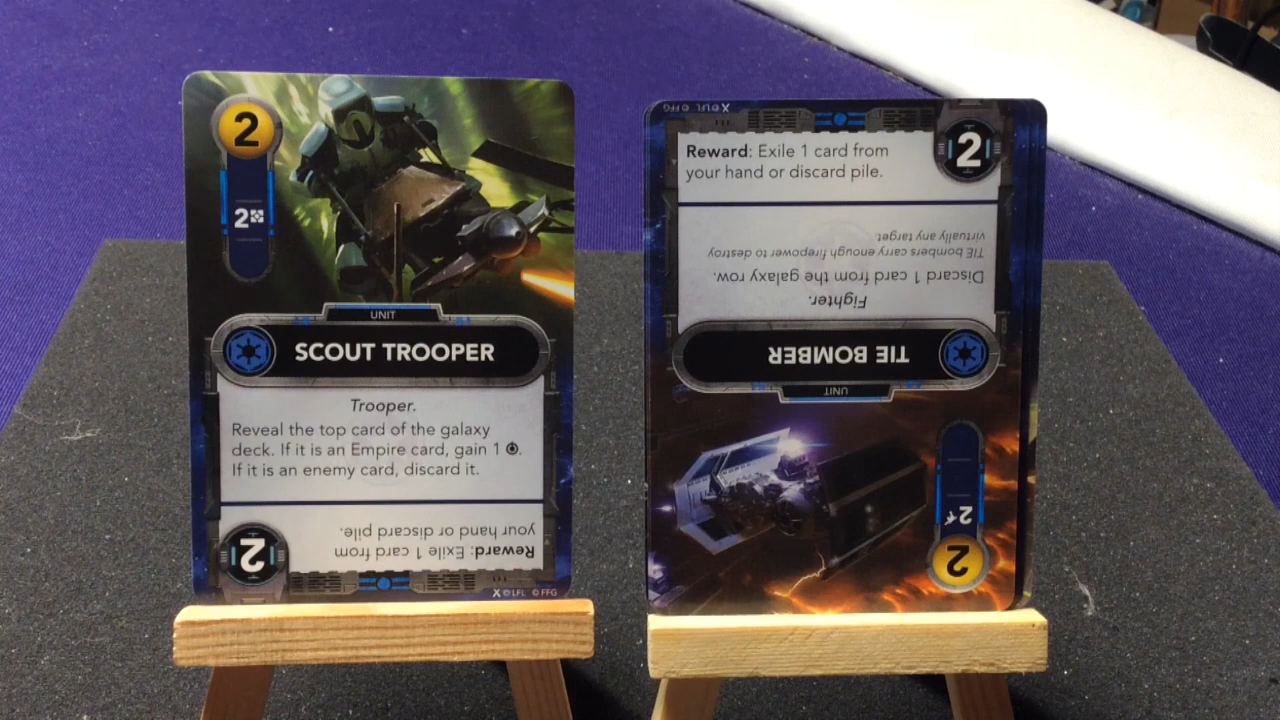 2
2
UNIT
SCOUT TROOPER
Trooper.
Reveal the top card of the galaxy
deck. If it is an Empire card, gain 1
If it is an enemy card, discard it.
2
Reward: Exile 1 card from
your hand or discard pile.
X © LFL © FFG
X © LFL © FFG
Reward: Exile 1 card from
your hand or discard pile.
2
2
2
UNIT
TIE BOMBER
Fighter.
Discard 1 card from the galaxy row.
TIE bombers carry enough firepower to destroy
virtually any target.